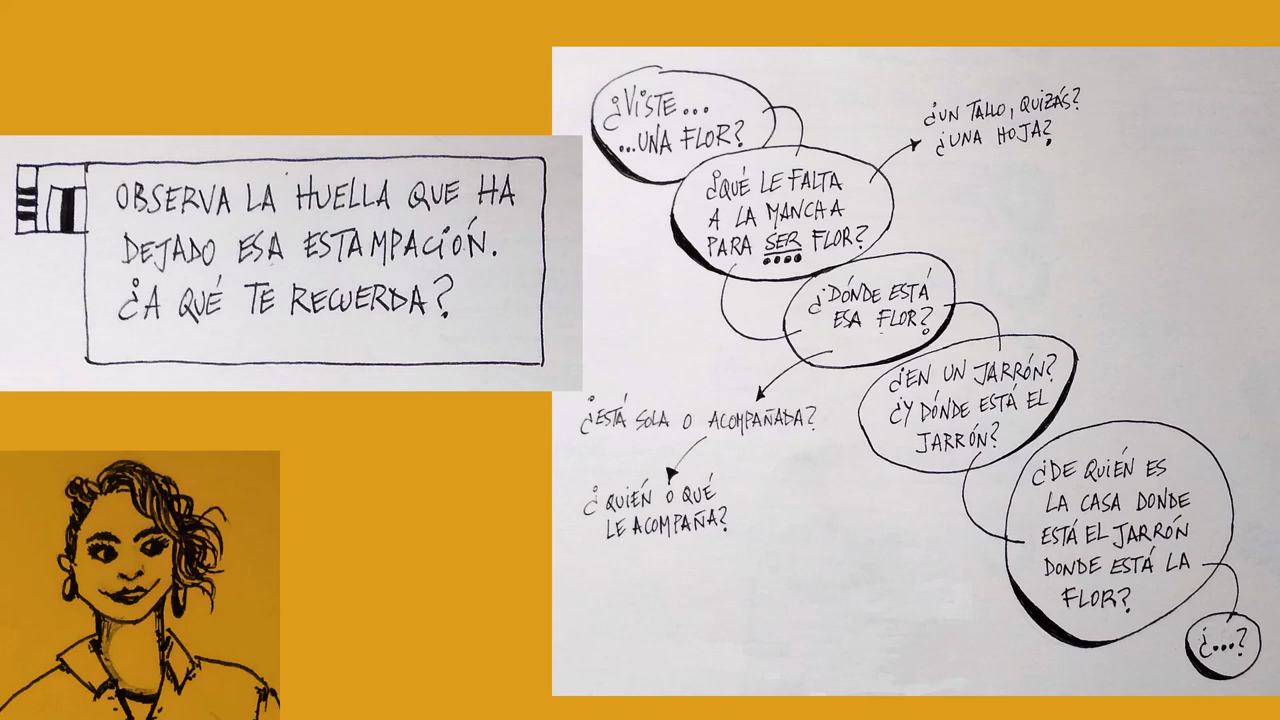 OBSERVA LA HUELLA QUE HA
DEJADO ESA ESTAMPACIÓN.
¿A QUÉ TE RECUERDA?
¿VISTE...
...UNA FLOR?
¿QUÉ LE FALTA
A LA MANCHA
PARA SER FLOR?
¿UN TALLO, QUIZÁS?
¿UNA HOJA?
¿DÓNDE ESTÁ
ESA FLOR?
¿ESTÁ SOLA O ACOMPAÑADA?
¿QUIÉN O QUÉ
LE ACOMPAÑA?
¿EN UN JARRÓN?
¿Y DÓNDE ESTÁ EL
JARRÓN?
¿DE QUIÉN ES
LA CASA DONDE
ESTÁ EL JARRÓN
DONDE ESTÁ LA
FLOR?
¿...?